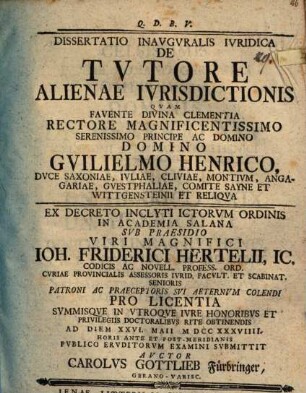 Q. D. B. V.
DISSERTATIO INAVGVRALIS IVRIDICA
DE
TVTORE
ALIENAE IVRISDICTIONIS
QVAM
FAVENTE DIVINA CLEMENTIA
RECTORE MAGNIFICENTISSIMO
SERENISSIMO PRINCIPE AC DOMINO
DOMINO
GVILIELMO HENRICO,
DVCE SAXONIAE, IVLIAE, CLIVIAE, MONTIVM, ANGA-
GARIAE, GVESTPHALIAE, COMITE SAYNE ET
WITTGENSTEINII ET RELIQVA
EX DECRETO INCLYTI ICTORVM ORDINIS
IN ACADEMIA SALANA
SVB PRAESIDIO
VIRI MAGNIFICI
IOH. FRIDERICI HERTELII, IC.
CODICIS AC NOVELL. PROFESS. ORD.
CVRIAE PROVINCIALIS ASSESSORIS IVRID. FACVLT. ET SCABINAT.
SENIORIS
PATRONI AC PRAECEPTORIS SVI AETERNVM COLENDI
PRO LICENTIA
SVMMISQVE IN VTROQVE IVRE HONORIBVS ET
PRIVILEGIIS DOCTORALIBVS RITE OBTINENDIS
AD DIEM XXVI. MAII M DCC XXXVIIII.
HORIS ANTE ET POST-MERIDIANIS
PVBLICO ERVDITORVM EXAMINI SVBMITTIT
AVCTOR
CAROLVS GOTTLIEB Fürbringer,
GERANO-VARISC.